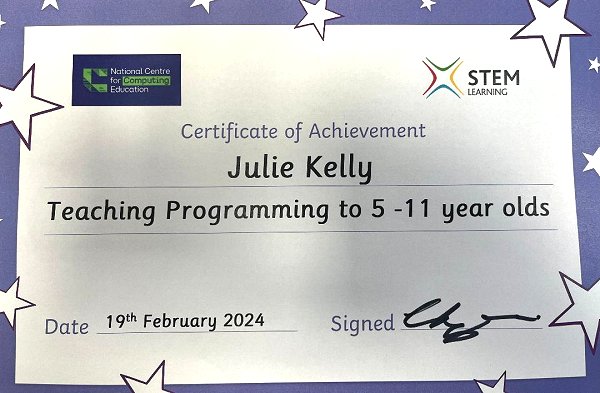 National Centre
for Computing
Education
STEM
LEARNING
Certificate of Achievement
Julie Kelly
Teaching Programming to 5 -11 year olds
Date 19th February 2024
Signed